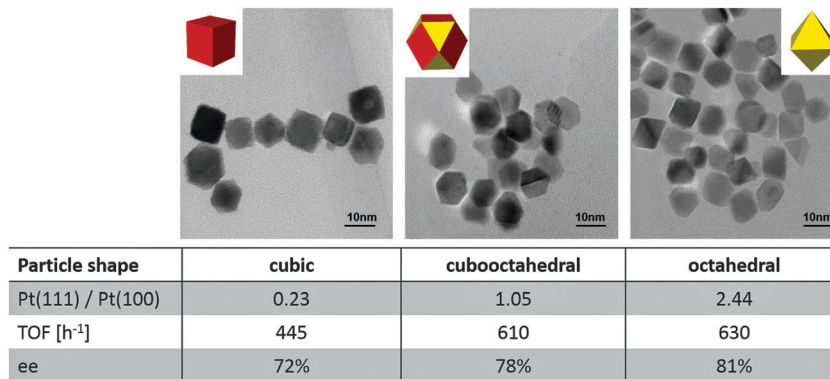 10nm
10nm
10nm
Particle shape cubic cubooctahedral octahedral
Pt(111) / Pt(100) 0.23 1.05 2.44
TOF [h⁻¹] 445 610 630
ee 72% 78% 81%